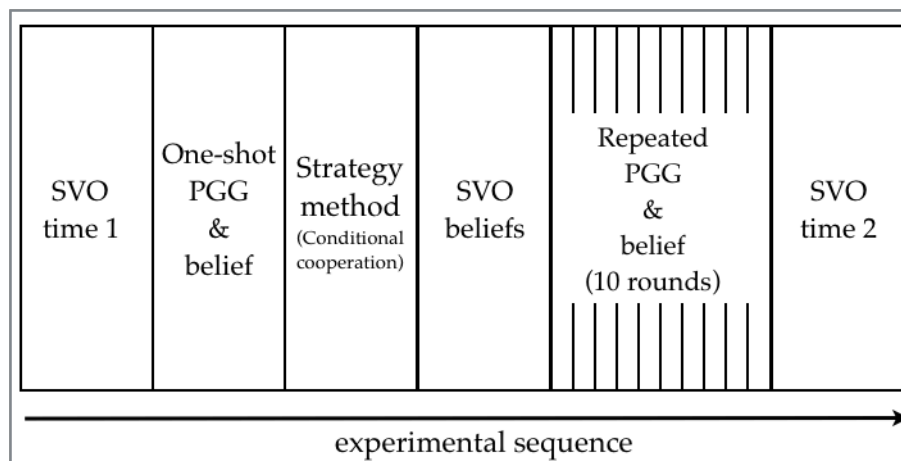 SVO
time 1
One-shot
PGG
&
belief
Strategy
method
(Conditional
cooperation)
SVO
beliefs
Repeated
PGG
&
belief
(10 rounds)
SVO
time 2
experimental sequence